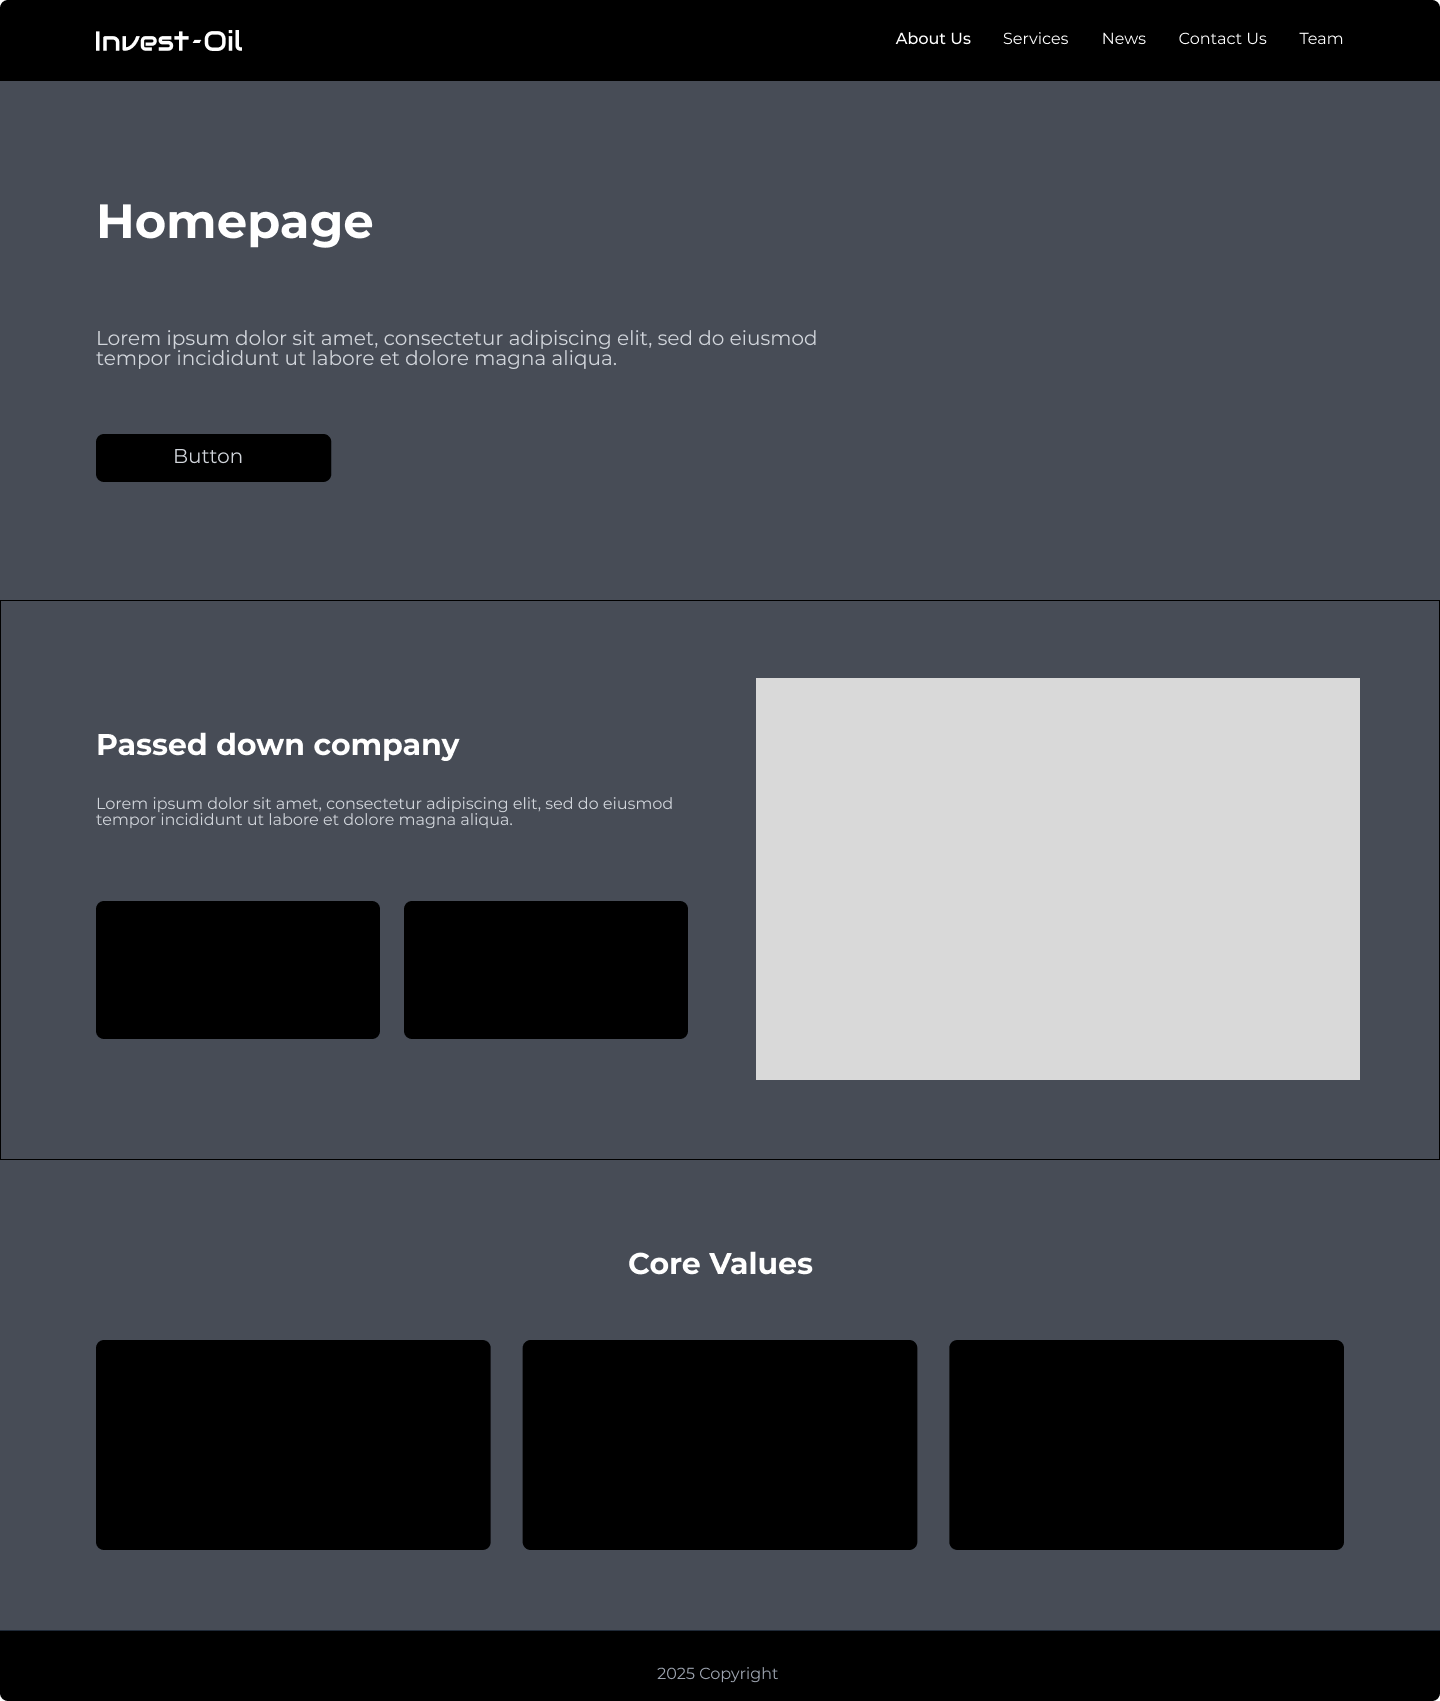 Invest-Oil
About Us Services News Contact Us Team
Homepage
Lorem ipsum dolor sit amet, consectetur adipiscing elit, sed do eiusmod
tempor incididunt ut labore et dolore magna aliqua.
Button
Passed down company
Lorem ipsum dolor sit amet, consectetur adipiscing elit, sed do eiusmod
tempor incididunt ut labore et dolore magna aliqua.
Core Values
2025 Copyright